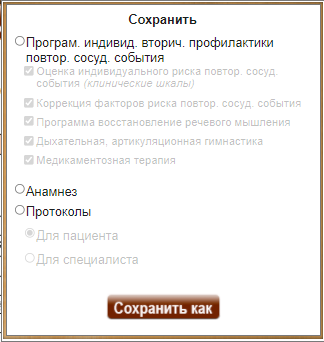 Сохранить
Програм. индивид. вторич. профилактики
повтор. сосуд. события
Оценка индивидуального риска повтор. сосуд.
события (клинические шкалы)
Коррекция факторов риска повтор. сосуд. события
Программа восстановление речевого мышления
Дыхательная, артикуляционная гимнастика
Медикаментозная терапия
Анамнез
Протоколы
Для пациента
Для специалиста
Сохранить как